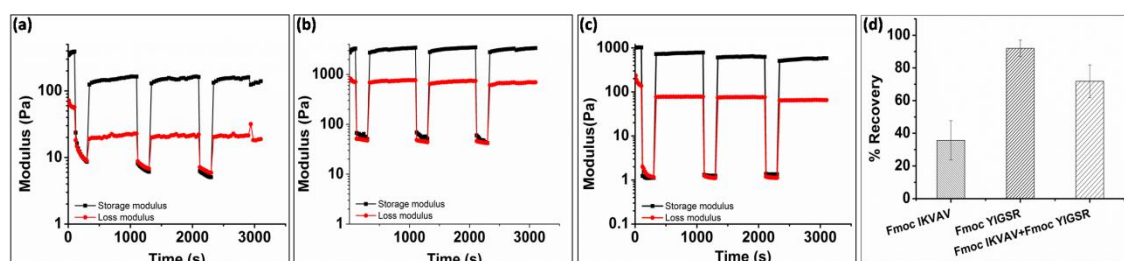 (a)
Modulus (Pa)
100
10
1
Storage modulus
Loss modulus
0 1000 2000 3000
Time (s)
(b)
Modulus (Pa)
1000
100
10
1
Storage modulus
Loss modulus
1000 2000 3000
Time (s)
(c)
Modulus(Pa)
1000
100
10
1
0.1
Storage modulus
Loss modulus
0 1000 2000 3000
Time (s)
(d)
% Recovery
100
80
60
40
20
0
Fmoc IKVAV
Fmoc YIGSR
Fmoc IKVAV+Fmoc YIGSR